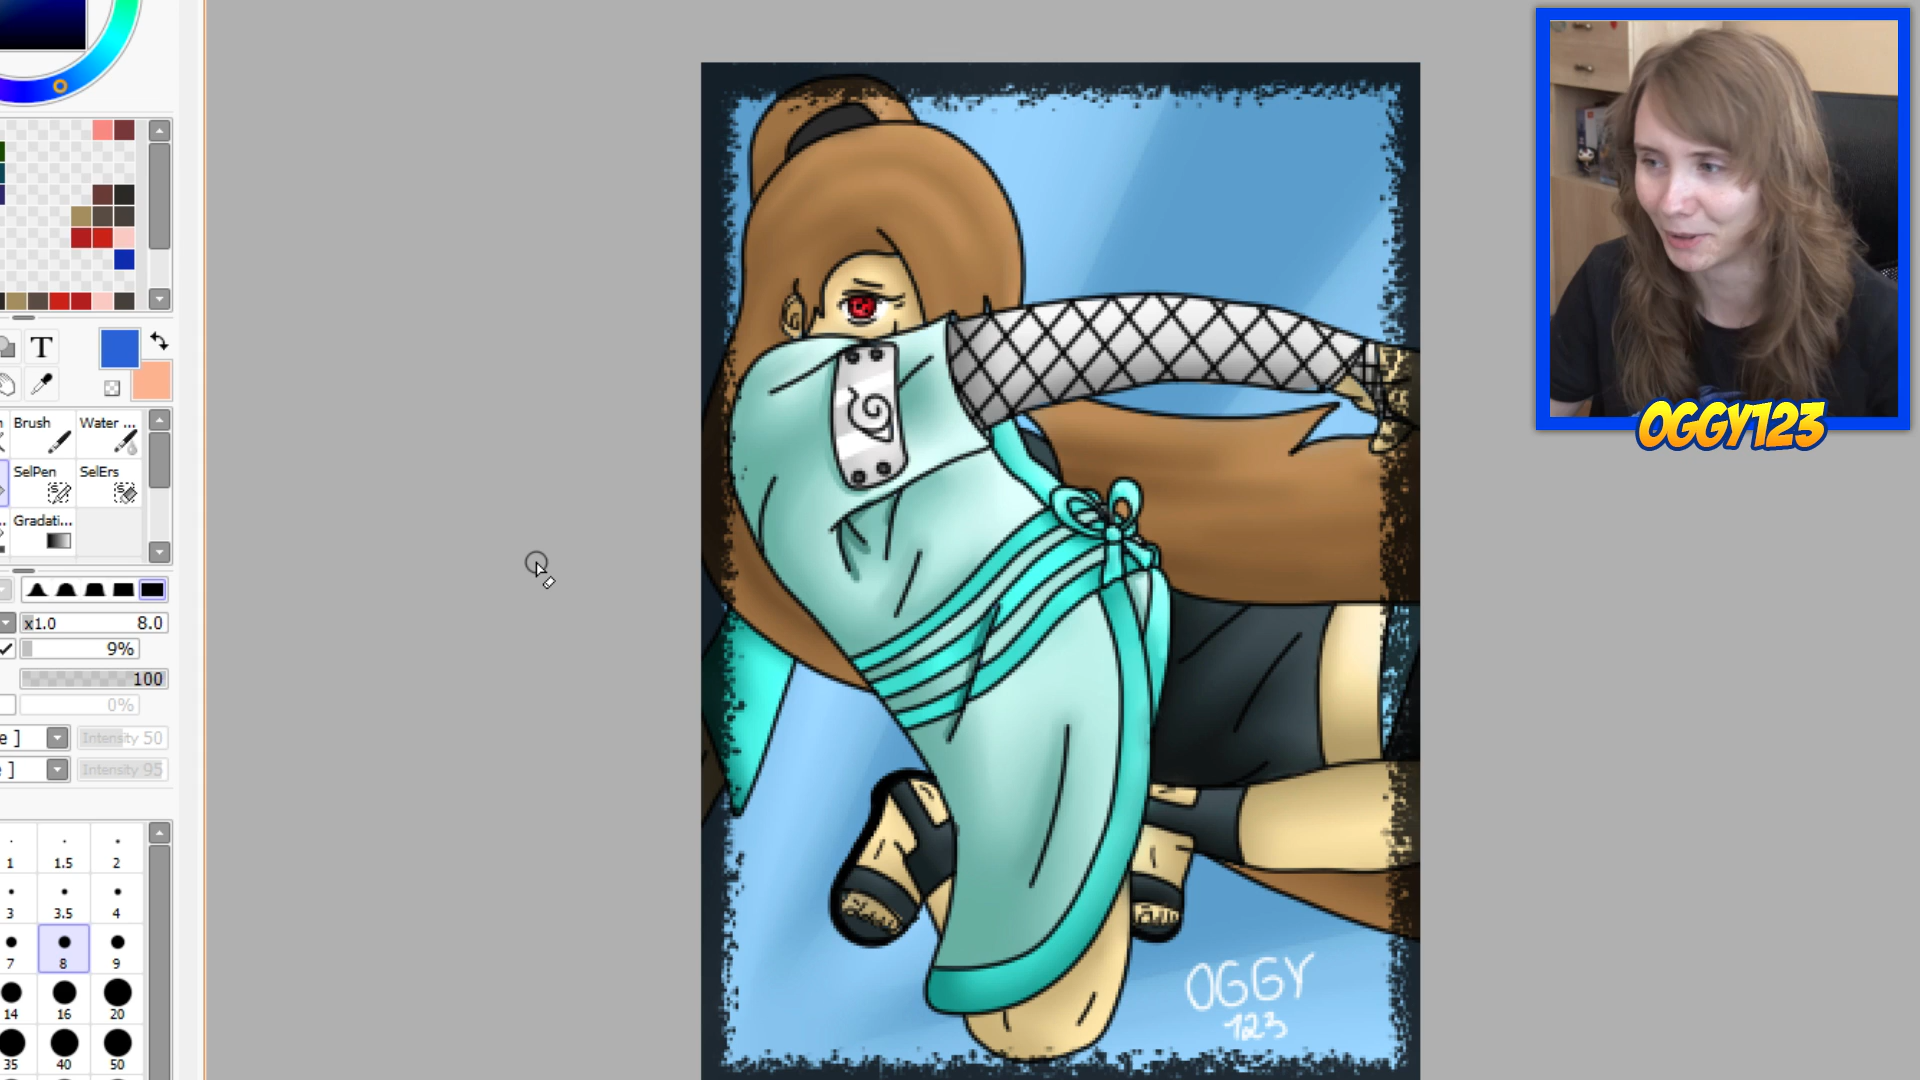 T
Brush
Water ...
SelPen
SelErs
Gradati...
x1.0 8.0
9%
100
0%
e ] Intensity 50
] Intensity 95
1 1.5 2
3 3.5 4
7 8 9
14 16 20
35 40 50
OGGY
123
OGGY123